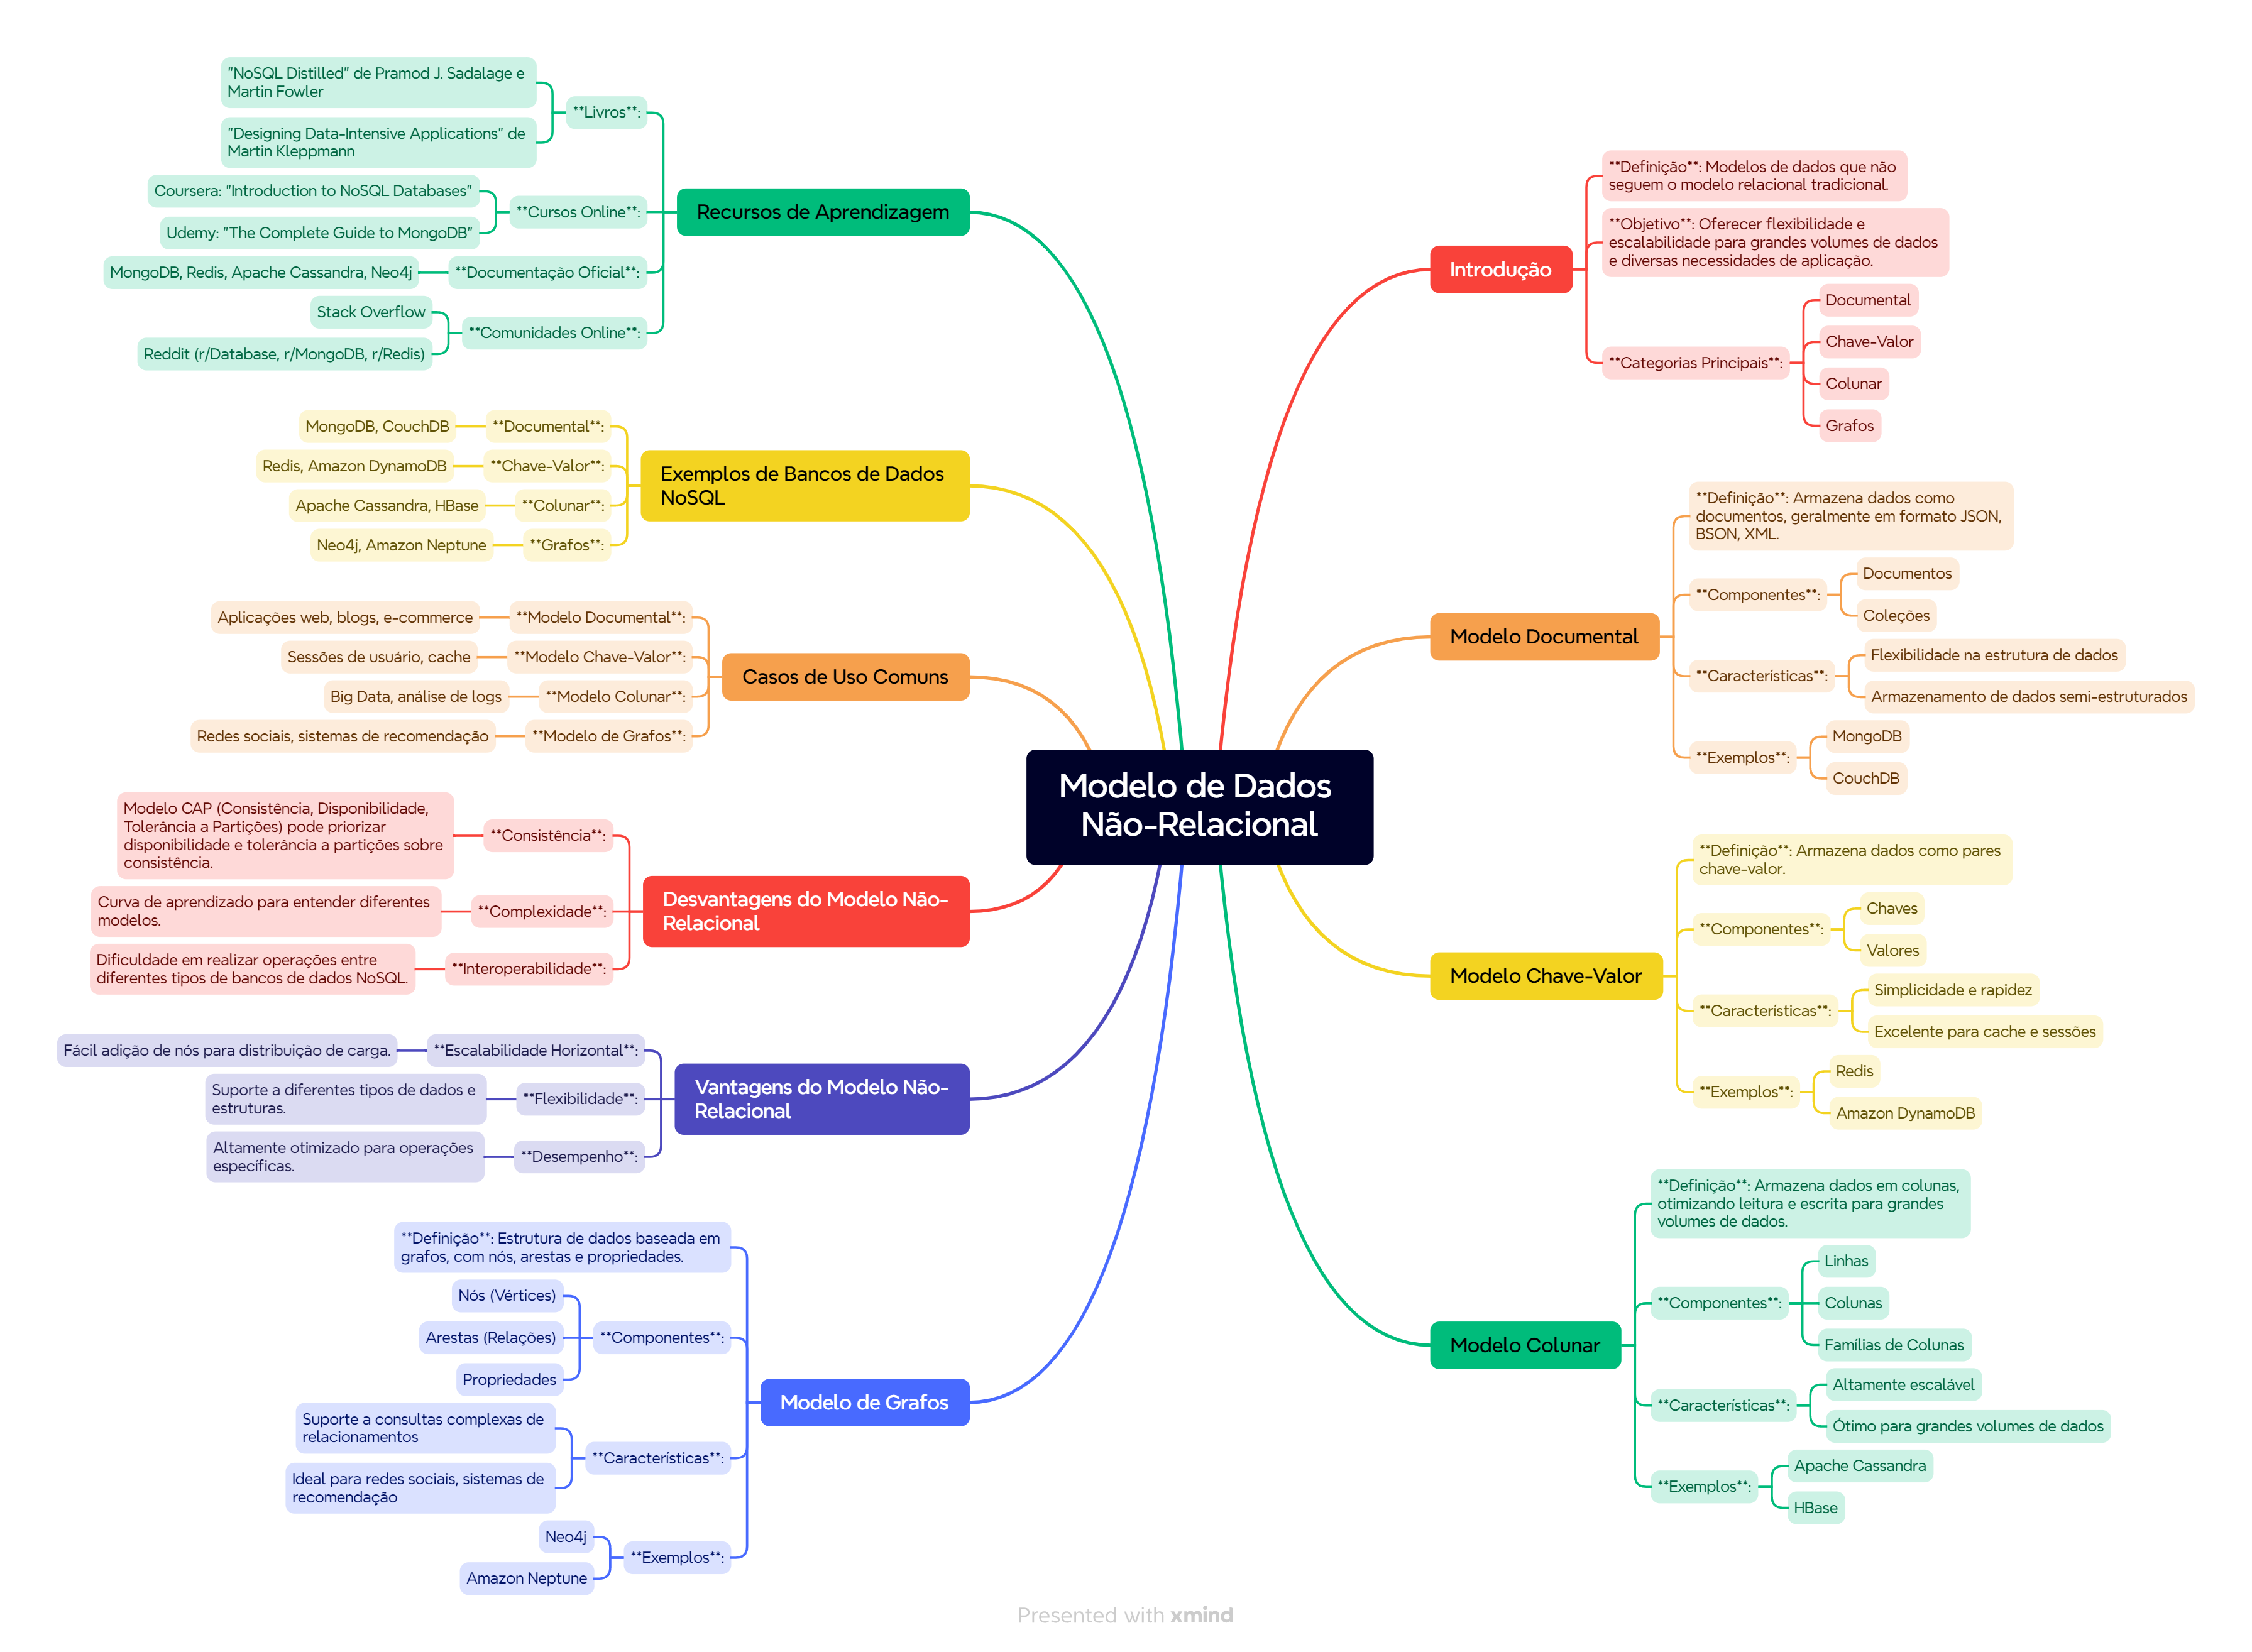 Modelo de Dados
Não-Relacional
Introdução
**Definição**: Modelos de dados que não
seguem o modelo relacional tradicional.
**Objetivo**: Oferecer flexibilidade e
escalabilidade para grandes volumes de dados
e diversas necessidades de aplicação.
**Categorias Principais**:
Documental
Chave-Valor
Colunar
Grafos
Modelo Documental
**Definição**: Armazena dados como
documentos, geralmente em formato JSON,
BSON, XML.
**Componentes**:
Documentos
Coleções
**Características**:
Flexibilidade na estrutura de dados
Armazenamento de dados semi-estruturados
**Exemplos**:
MongoDB
CouchDB
Modelo Chave-Valor
**Definição**: Armazena dados como pares
chave-valor.
**Componentes**:
Chaves
Valores
**Características**:
Simplicidade e rapidez
Excelente para cache e sessões
**Exemplos**:
Redis
Amazon DynamoDB
Modelo Colunar
**Definição**: Armazena dados em colunas,
otimizando leitura e escrita para grandes
volumes de dados.
**Componentes**:
Linhas
Colunas
Famílias de Colunas
**Características**:
Altamente escalável
Ótimo para grandes volumes de dados
**Exemplos**:
Apache Cassandra
HBase
Modelo de Grafos
**Definição**: Estrutura de dados baseada em
grafos, com nós, arestas e propriedades.
**Componentes**:
Nós (Vértices)
Arestas (Relações)
Propriedades
**Características**:
Suporte a consultas complexas de
relacionamentos
Ideal para redes sociais, sistemas de
recomendação
**Exemplos**:
Neo4j
Amazon Neptune
Vantagens do Modelo Não-
Relacional
**Escalabilidade Horizontal**:
Fácil adição de nós para distribuição de carga.
**Flexibilidade**:
Suporte a diferentes tipos de dados e
estruturas.
**Desempenho**:
Altamente otimizado para operações
específicas.
Desvantagens do Modelo Não-
Relacional
**Consistência**:
Modelo CAP (Consistência, Disponibilidade,
Tolerância a Partições) pode priorizar
disponibilidade e tolerância a partições sobre
consistência.
**Complexidade**:
Curva de aprendizado para entender diferentes
modelos.
**Interoperabilidade**:
Dificuldade em realizar operações entre
diferentes tipos de bancos de dados NoSQL.
Casos de Uso Comuns
**Modelo Documental**:
Aplicações web, blogs, e-commerce
**Modelo Chave-Valor**:
Sessões de usuário, cache
**Modelo Colunar**:
Big Data, análise de logs
**Modelo de Grafos**:
Redes sociais, sistemas de recomendação
Exemplos de Bancos de Dados
NoSQL
**Documental**:
MongoDB, CouchDB
**Chave-Valor**:
Redis, Amazon DynamoDB
**Colunar**:
Apache Cassandra, HBase
**Grafos**:
Neo4j, Amazon Neptune
Recursos de Aprendizagem
**Livros**:
"NoSQL Distilled" de Pramod J. Sadalage e
Martin Fowler
"Designing Data-Intensive Applications" de
Martin Kleppmann
**Cursos Online**:
Coursera: "Introduction to NoSQL Databases"
Udemy: "The Complete Guide to MongoDB"
**Documentação Oficial**:
MongoDB, Redis, Apache Cassandra, Neo4j
**Comunidades Online**:
Stack Overflow
Reddit (r/Database, r/MongoDB, r/Redis)
Presented with xmind